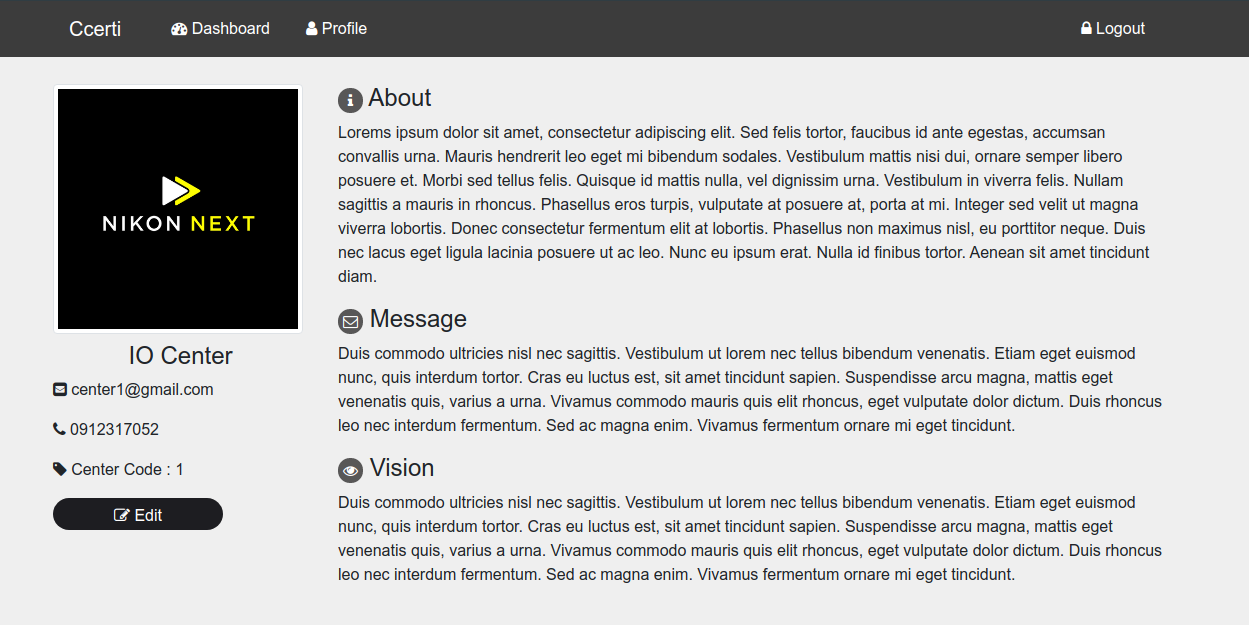 Ccerti Dashboard Profile Logout
NIKON NEXT
IO Center
center1@gmail.com
0912317052
Center Code : 1
Edit
About
Lorems ipsum dolor sit amet, consectetur adipiscing elit. Sed felis tortor, faucibus id ante egestas, accumsan
convallis urna. Mauris hendrerit leo eget mi bibendum sodales. Vestibulum mattis nisi dui, ornare semper libero
posuere et. Morbi sed tellus felis. Quisque id mattis nulla, vel dignissim urna. Vestibulum in viverra felis. Nullam
sagittis a mauris in rhoncus. Phasellus eros turpis, vulputate at posuere at, porta at mi. Integer sed velit ut magna
viverra lobortis. Donec consectetur fermentum elit at lobortis. Phasellus non maximus nisl, eu porttitor neque. Duis
nec lacus eget ligula lacinia posuere ut ac leo. Nunc eu ipsum erat. Nulla id finibus tortor. Aenean sit amet tincidunt
diam.
Message
Duis commodo ultricies nisl nec sagittis. Vestibulum ut lorem nec tellus bibendum venenatis. Etiam eget euismod
nunc, quis interdum tortor. Cras eu luctus est, sit amet tincidunt sapien. Suspendisse arcu magna, mattis eget
venenatis quis, varius a urna. Vivamus commodo mauris quis elit rhoncus, eget vulputate dolor dictum. Duis rhoncus
leo nec interdum fermentum. Sed ac magna enim. Vivamus fermentum ornare mi eget tincidunt.
Vision
Duis commodo ultricies nisl nec sagittis. Vestibulum ut lorem nec tellus bibendum venenatis. Etiam eget euismod
nunc, quis interdum tortor. Cras eu luctus est, sit amet tincidunt sapien. Suspendisse arcu magna, mattis eget
venenatis quis, varius a urna. Vivamus commodo mauris quis elit rhoncus, eget vulputate dolor dictum. Duis rhoncus
leo nec interdum fermentum. Sed ac magna enim. Vivamus fermentum ornare mi eget tincidunt.